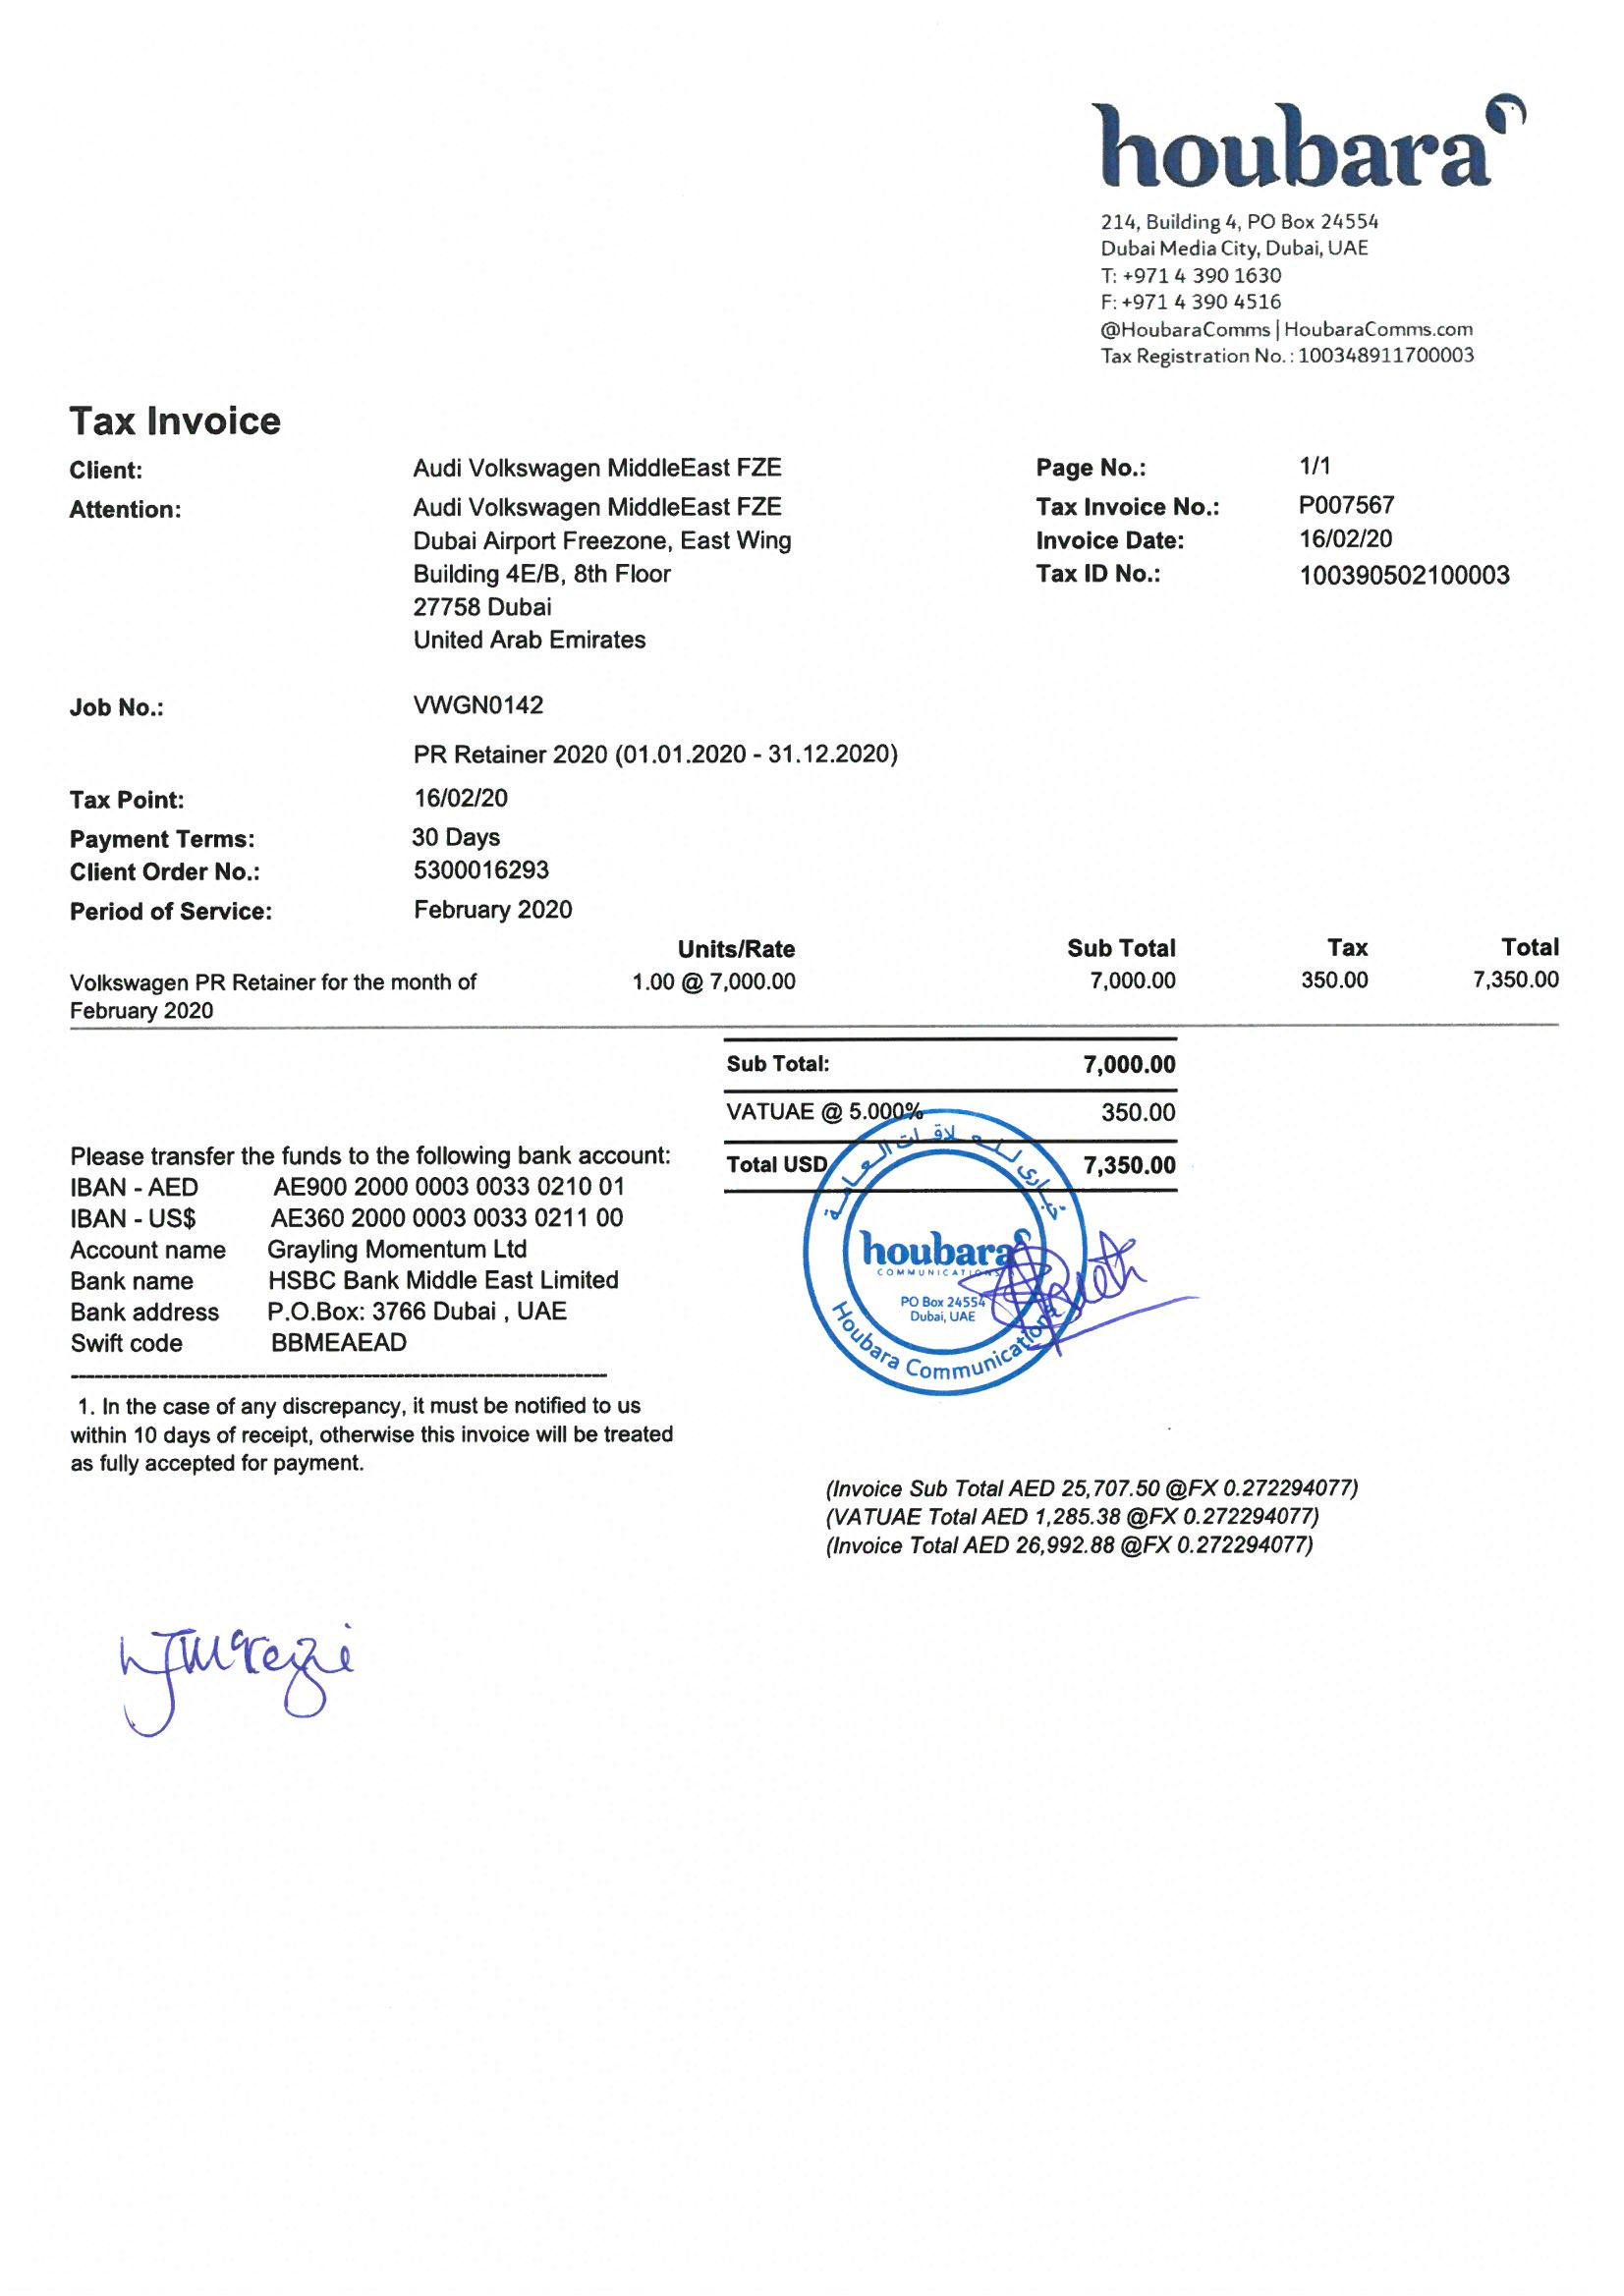 houbara
214, Building 4, PO Box 24554
Dubai Media City, Dubai, UAE
T: +971 4 390 1630
F: +971 4 390 4516
@HoubaraComms | HoubaraComms.com
Tax Registration No.: 100348911700003
Tax Invoice
Client: Audi Volkswagen MiddleEast FZE Page No.: 1/1
Attention: Audi Volkswagen MiddleEast FZE Tax Invoice No.: P007567
Dubai Airport Freezone, East Wing Invoice Date: 16/02/20
Building 4E/B, 8th Floor Tax ID No.: 100390502100003
27758 Dubai
United Arab Emirates
Job No.: VWGN0142
PR Retainer 2020 (01.01.2020 - 31.12.2020)
Tax Point: 16/02/20
Payment Terms: 30 Days
Client Order No.: 5300016293
Period of Service: February 2020
Units/Rate Sub Total Tax Total
Volkswagen PR Retainer for the month of 1.00 @ 7,000.00 7,000.00 350.00 7,350.00
February 2020
Sub Total: 7,000.00
VATUAE @ 5.000% 350.00
Total USD 7,350.00
Please transfer the funds to the following bank account:
IBAN - AED AE900 2000 0003 0033 0210 01
IBAN - US$ AE360 2000 0003 0033 0211 00
Account name Grayling Momentum Ltd
Bank name HSBC Bank Middle East Limited
Bank address P.O.Box: 3766 Dubai , UAE
Swift code BBMEAEAD
حبارى للعلاقات العامة
houbara
COMMUNICATIONS
PO Box 24554
Dubai, UAE
Houbara Communications
1. In the case of any discrepancy, it must be notified to us
within 10 days of receipt, otherwise this invoice will be treated
as fully accepted for payment.
(Invoice Sub Total AED 25,707.50 @FX 0.272294077)
(VATUAE Total AED 1,285.38 @FX 0.272294077)
(Invoice Total AED 26,992.88 @FX 0.272294077)